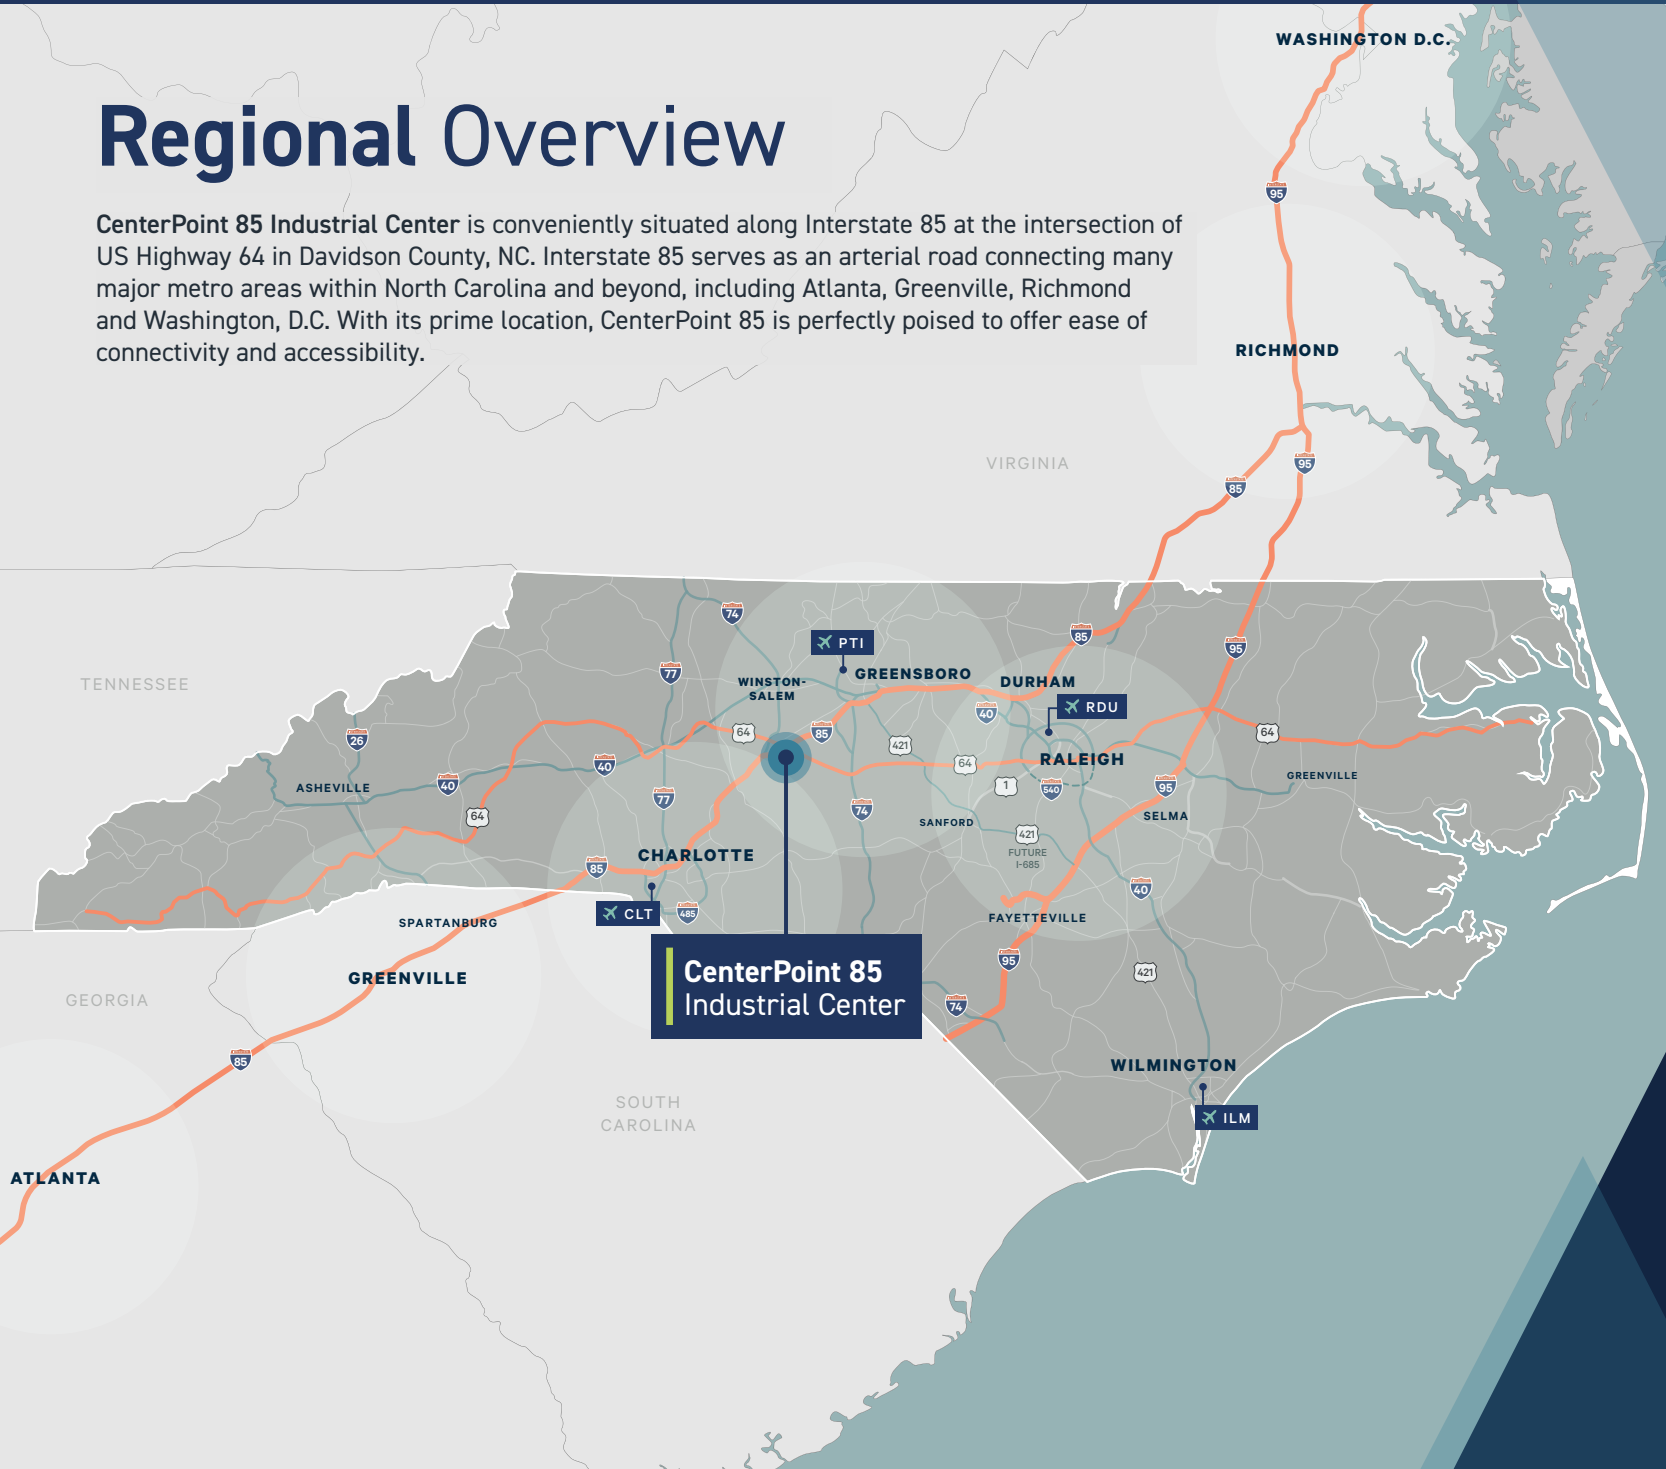 WASHINGTON D.C.
Regional Overview
CenterPoint 85 Industrial Center is conveniently situated along Interstate 85 at the intersection of
US Highway 64 in Davidson County, NC. Interstate 85 serves as an arterial road connecting many
major metro areas within North Carolina and beyond, including Atlanta, Greenville, Richmond
and Washington, D.C. With its prime location, CenterPoint 85 is perfectly poised to offer ease of
connectivity and accessibility.
95
RICHMOND
VIRGINIA
95
85
74
85
PTI
95
77
GREENSBORO
TENNESSEE
WINSTON-
SALEM
DURHAM
RDU
40
64
85
64
26
421
RALEIGH
40
64
GREENVILLE
40
ASHEVILLE
1
540
95
77
74
64
SELMA
SANFORD
421
FUTURE
I-685
CHARLOTTE
85
40
CLT
485
FAYETTEVILLE
SPARTANBURG
95
CenterPoint 85
Industrial Center
421
GREENVILLE
GEORGIA
74
85
WILMINGTON
SOUTH
CAROLINA
ILM
ATLANTA